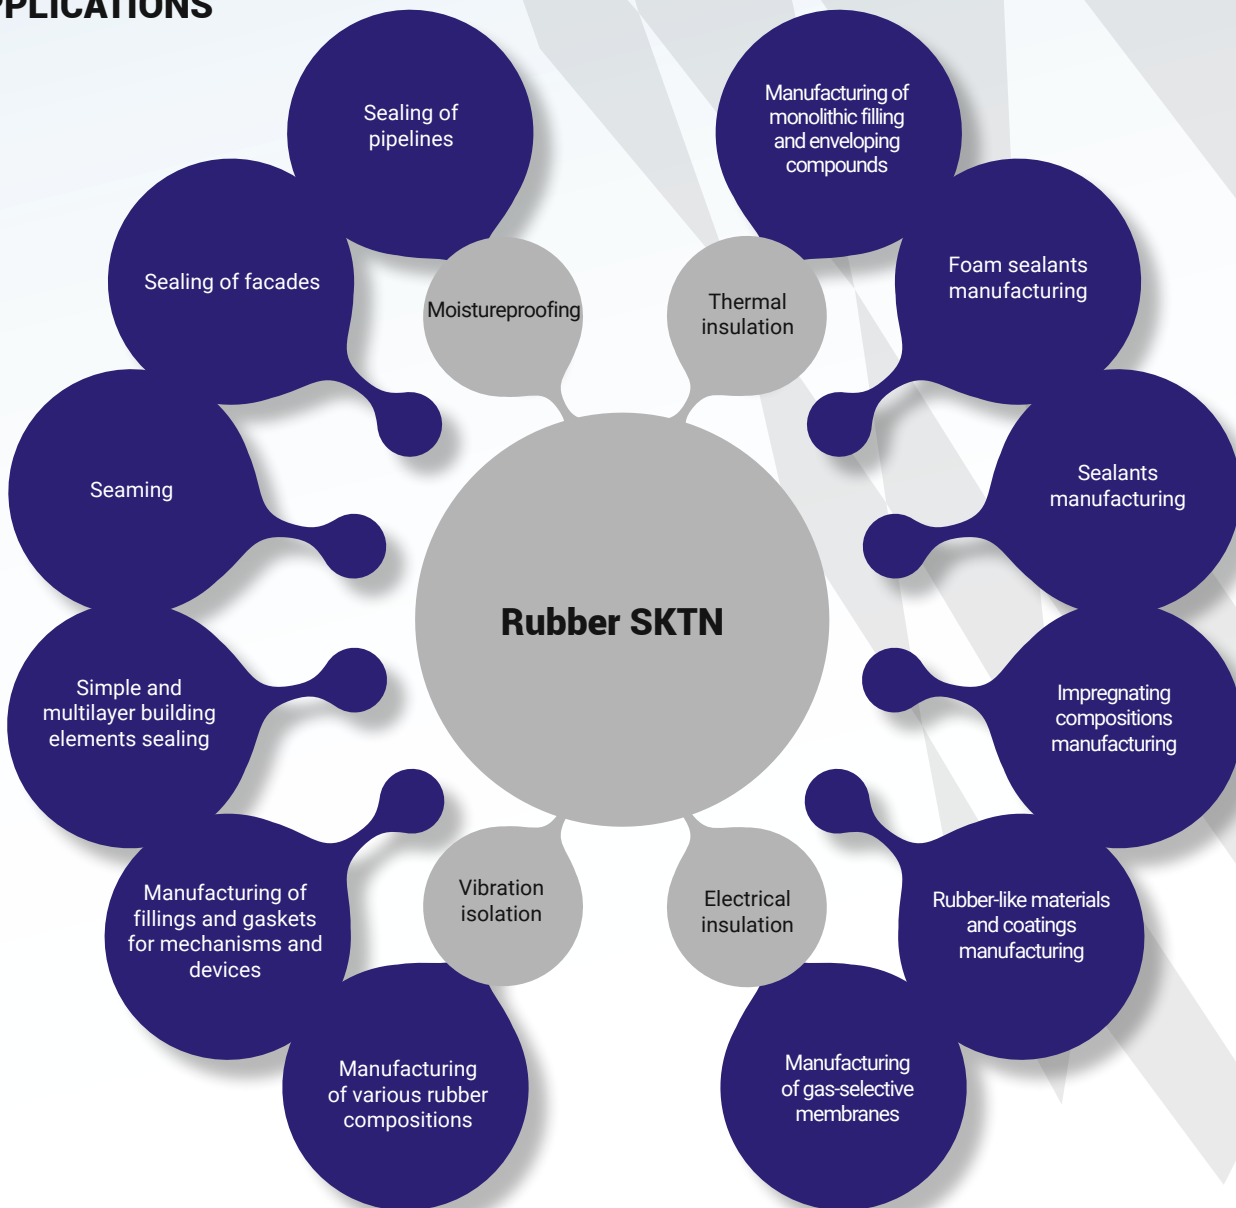 PPLICATIONS
Sealing of
pipelines
Manufacturing of
monolithic filling
and enveloping
compounds
Sealing of facades
Foam sealants
manufacturing
Moistureproofing
Thermal
insulation
Seaming
Sealants
manufacturing
Rubber SKTN
Simple and
multilayer building
elements sealing
Impregnating
compositions
manufacturing
Manufacturing of
fillings and gaskets
for mechanisms and
devices
Vibration
isolation
Electrical
insulation
Rubber-like materials
and coatings
manufacturing
Manufacturing
of various rubber
compositions
Manufacturing
of gas-selective
membranes